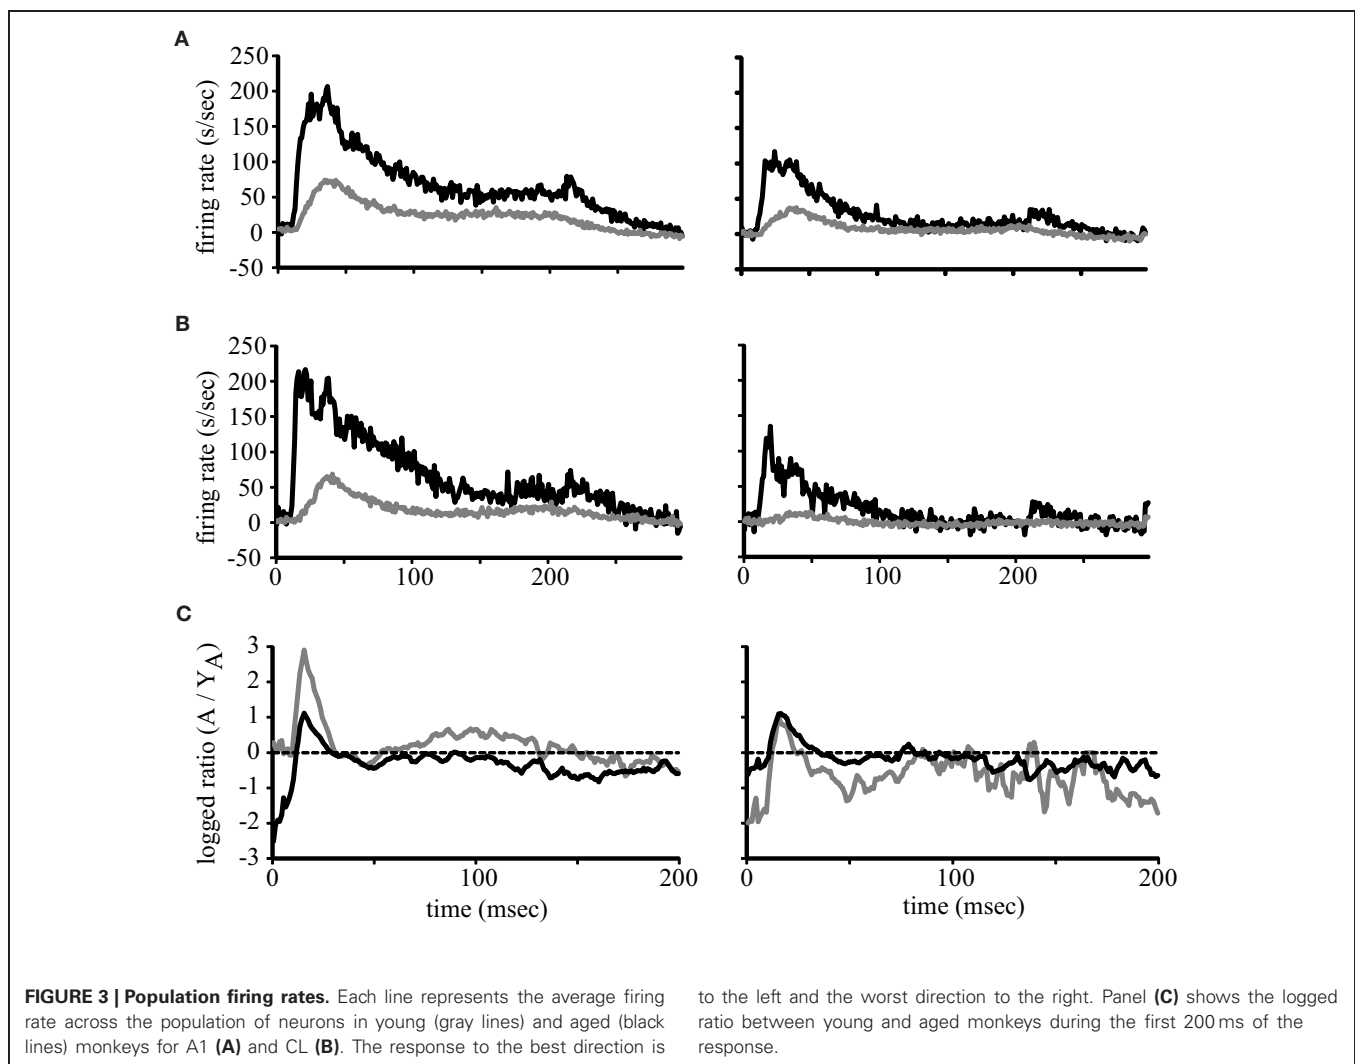 A
250
200
150
100
50
0
-50
firing rate (s/sec)
B
250
200
150
100
50
0
-50
firing rate (s/sec)
0 100 200
0 100 200
C
3
2
1
0
-1
-2
-3
logged ratio (A / YA)
0 100 200
time (msec)
0 100 200
time (msec)
FIGURE 3 | Population firing rates. Each line represents the average firing
rate across the population of neurons in young (gray lines) and aged (black
lines) monkeys for A1 (A) and CL (B). The response to the best direction is
to the left and the worst direction to the right. Panel (C) shows the logged
ratio between young and aged monkeys during the first 200 ms of the
response.